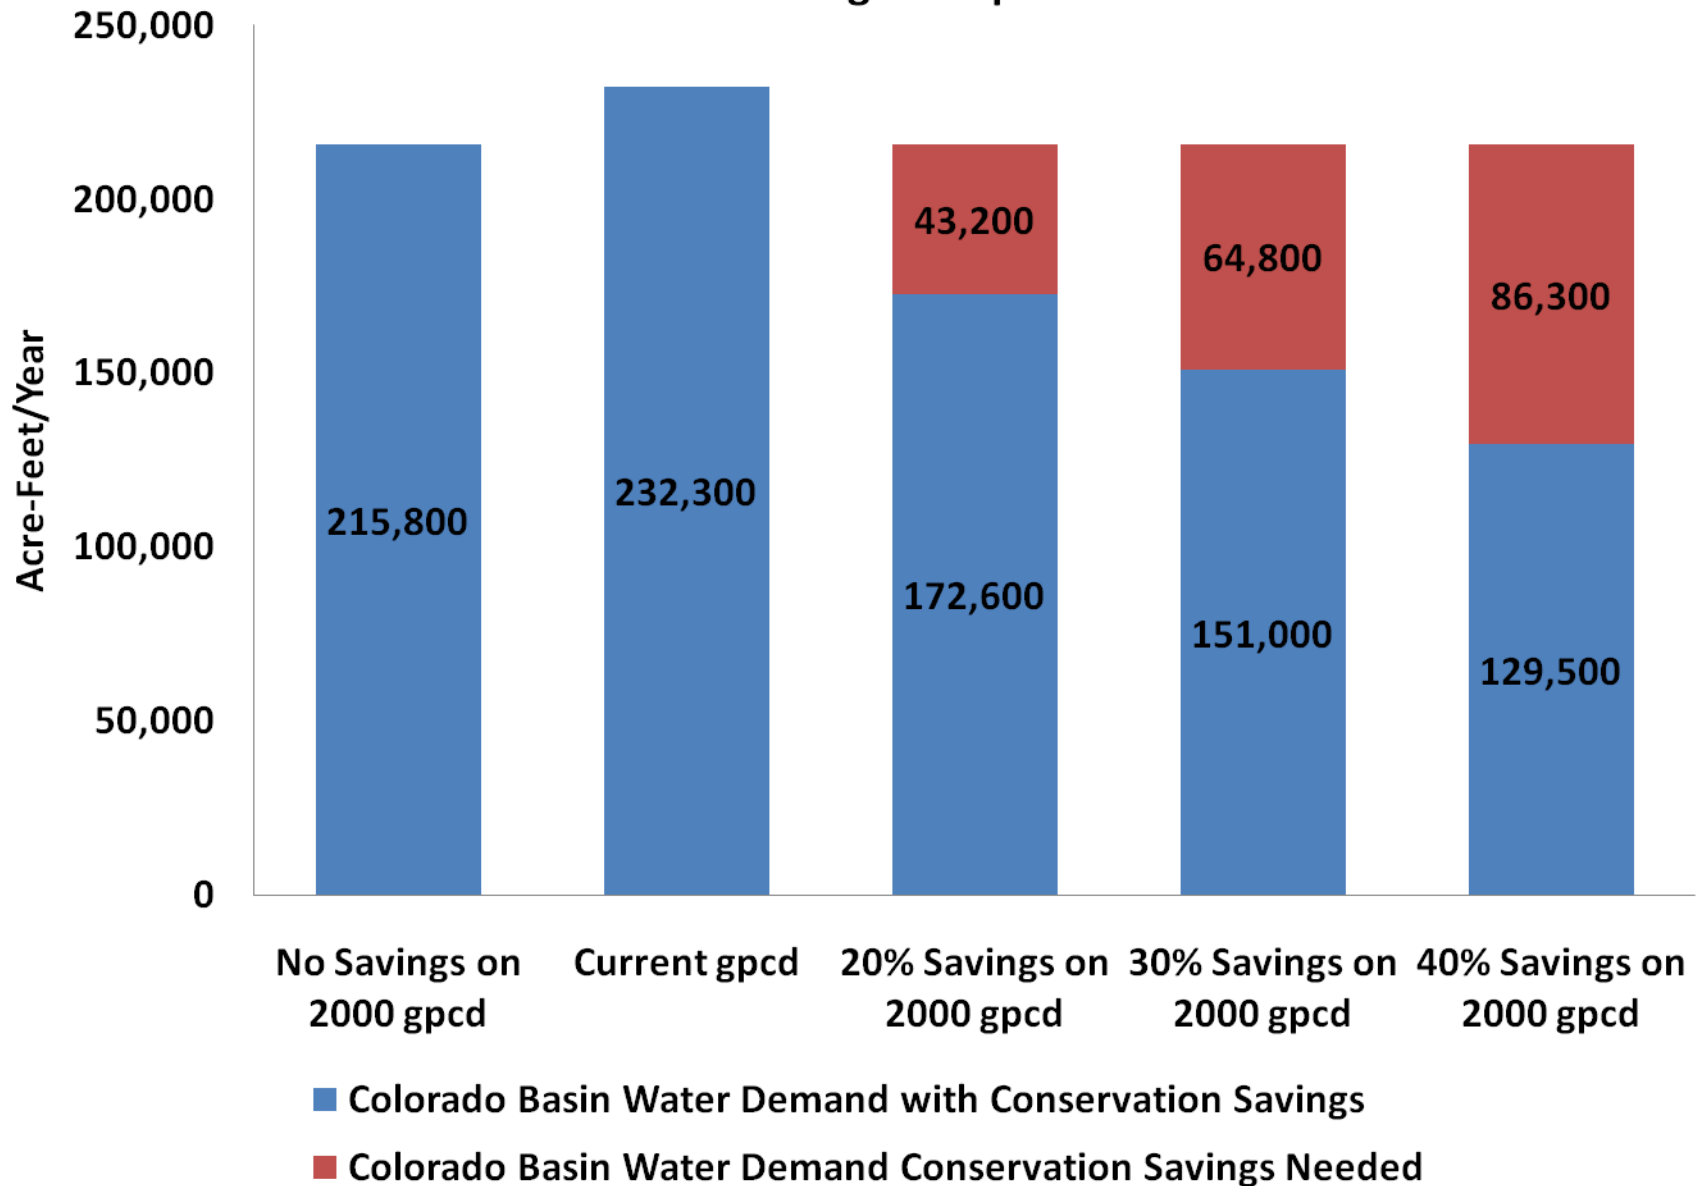 250,000
200,000
150,000
100,000
50,000
0
Acre-Feet/Year
215,800
232,300
43,200
172,600
64,800
151,000
86,300
129,500
No Savings on
2000 gpcd
Current gpcd
20% Savings on
2000 gpcd
30% Savings on
2000 gpcd
40% Savings on
2000 gpcd
Colorado Basin Water Demand with Conservation Savings
Colorado Basin Water Demand Conservation Savings Needed